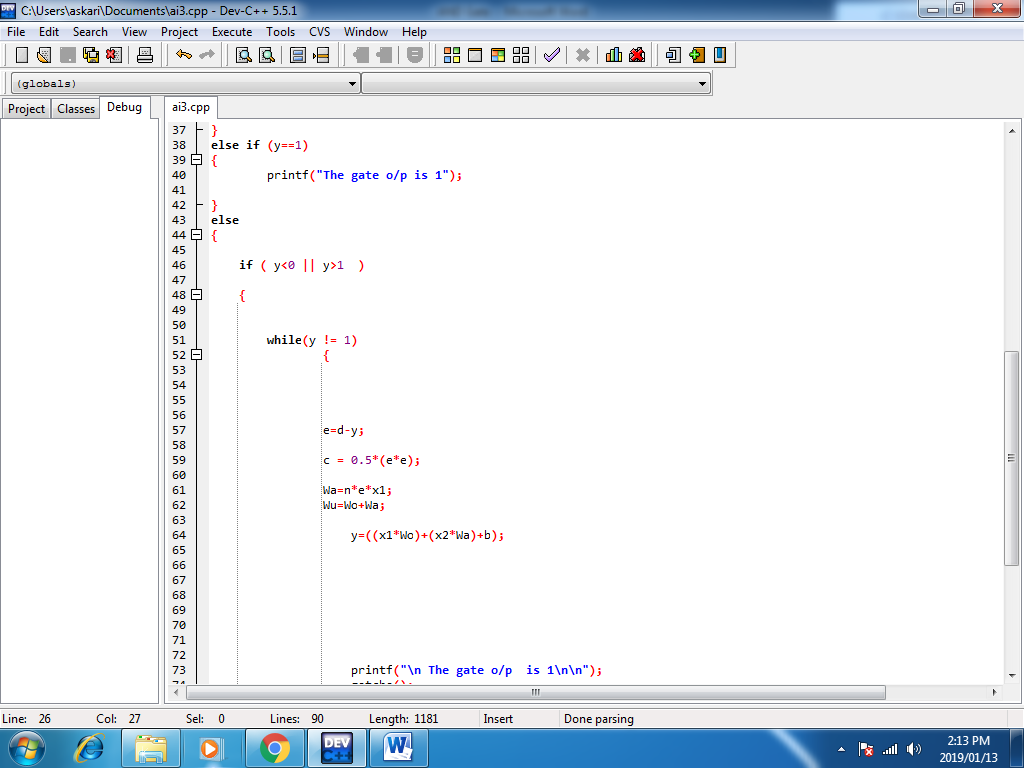 C:\Users\askari\Documents\ai3.cpp - Dev-C++ 5.5.1
File Edit Search View Project Execute Tools CVS Window Help
(globals)
Project Classes Debug ai3.cpp
37 }
38 else if (y==1)
39 {
40 printf("The gate o/p is 1");
41
42 }
43 else
44 {
45
46 if ( y<0 || y>1 )
47
48 {
49
50
51 while(y != 1)
52 {
53
54
55
56
57 e=d-y;
58
59 c = 0.5*(e*e);
60
61 Wa=n*e*x1;
62 Wu=Wo+Wa;
63
64 y=((x1*Wo)+(x2*Wa)+b);
65
66
67
68
69
70
71
72
73 printf("\n The gate o/p  is 1\n\n");
Line: 26 Col: 27 Sel: 0 Lines: 90 Length: 1181 Insert Done parsing
DEV C++
2:13 PM
2019/01/13